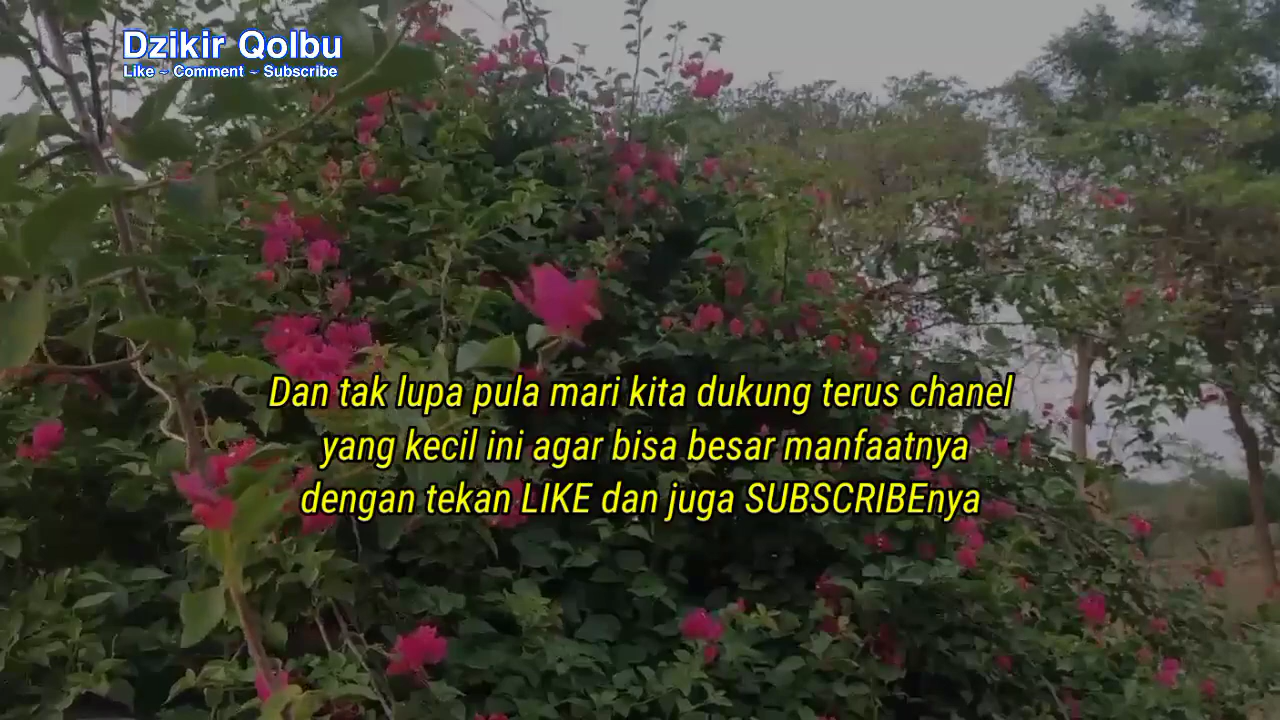 Dzikir Qolbu
Like ~ Comment ~ Subscribe
Dan tak lupa pula mari kita dukung terus chanel
yang kecil ini agar bisa besar manfaatnya
dengan tekan LIKE dan juga SUBSCRIBEnya